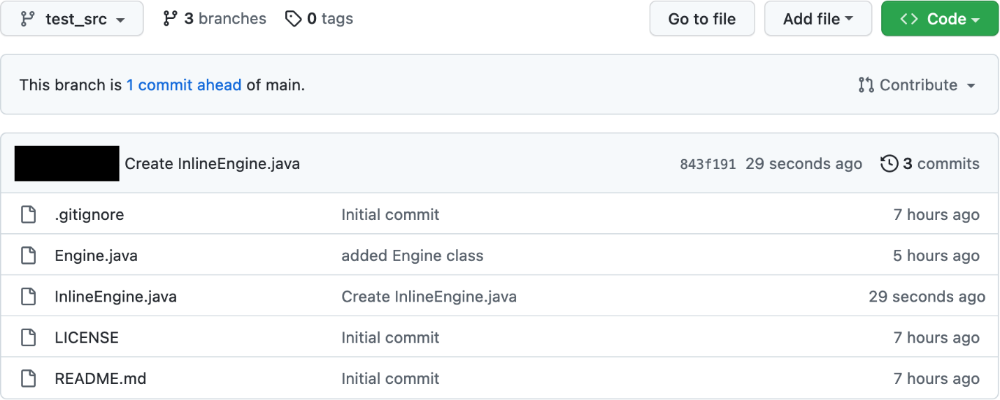 test_src 3 branches 0 tags Go to file Add file Code
This branch is 1 commit ahead of main. Contribute
Create InlineEngine.java 843f191 29 seconds ago 3 commits
.gitignore Initial commit 7 hours ago
Engine.java added Engine class 5 hours ago
InlineEngine.java Create InlineEngine.java 29 seconds ago
LICENSE Initial commit 7 hours ago
README.md Initial commit 7 hours ago